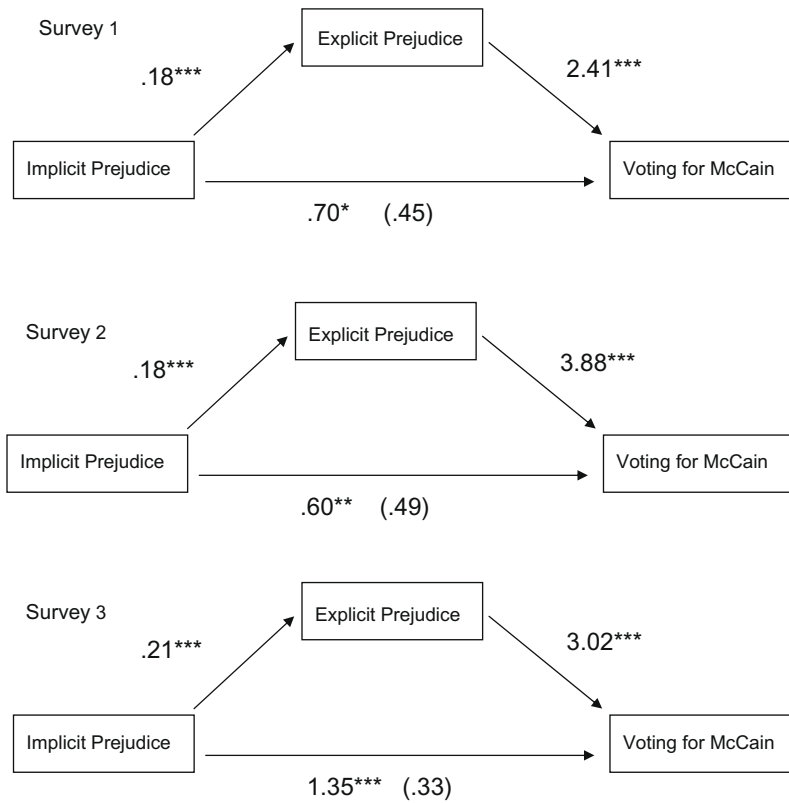 Survey 1
Explicit Prejudice
.18***
2.41***
Implicit Prejudice
Voting for McCain
.70* (.45)
Survey 2
Explicit Prejudice
.18***
3.88***
Implicit Prejudice
Voting for McCain
.60** (.49)
Survey 3
Explicit Prejudice
.21***
3.02***
Implicit Prejudice
Voting for McCain
1.35*** (.33)